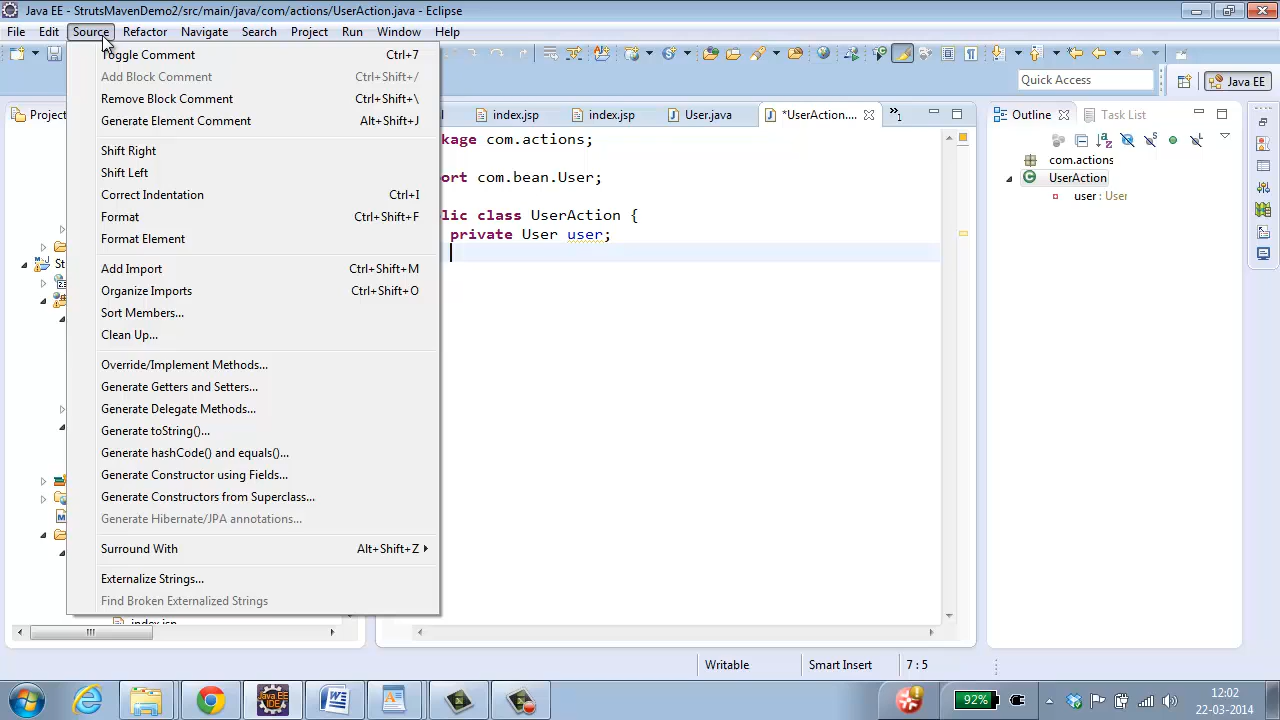 Java EE - StrutsMavenDemo2/src/main/java/com/actions/UserAction.java - Eclipse
File Edit Source Refactor Navigate Search Project Run Window Help
Toggle Comment Ctrl+7
Add Block Comment Ctrl+Shift+/
Remove Block Comment Ctrl+Shift+\
Generate Element Comment Alt+Shift+J
Shift Right
Shift Left
Correct Indentation Ctrl+I
Format Ctrl+Shift+F
Format Element
Add Import Ctrl+Shift+M
Organize Imports Ctrl+Shift+O
Sort Members...
Clean Up...
Override/Implement Methods...
Generate Getters and Setters...
Generate Delegate Methods...
Generate toString()...
Generate hashCode() and equals()...
Generate Constructor using Fields...
Generate Constructors from Superclass...
Generate Hibernate/JPA annotations...
Surround With Alt+Shift+Z
Externalize Strings...
Find Broken Externalized Strings
Quick Access
Java EE
Project
St
index.jsp
index.jsp index.jsp User.java *UserAction.... »1
kage com.actions;
ort com.bean.User;
lic class UserAction {
private User user;
Outline Task List
com.actions
UserAction
user : User
Writable Smart Insert 7 : 5
Java EE IDE
92%
12:02
22-03-2014